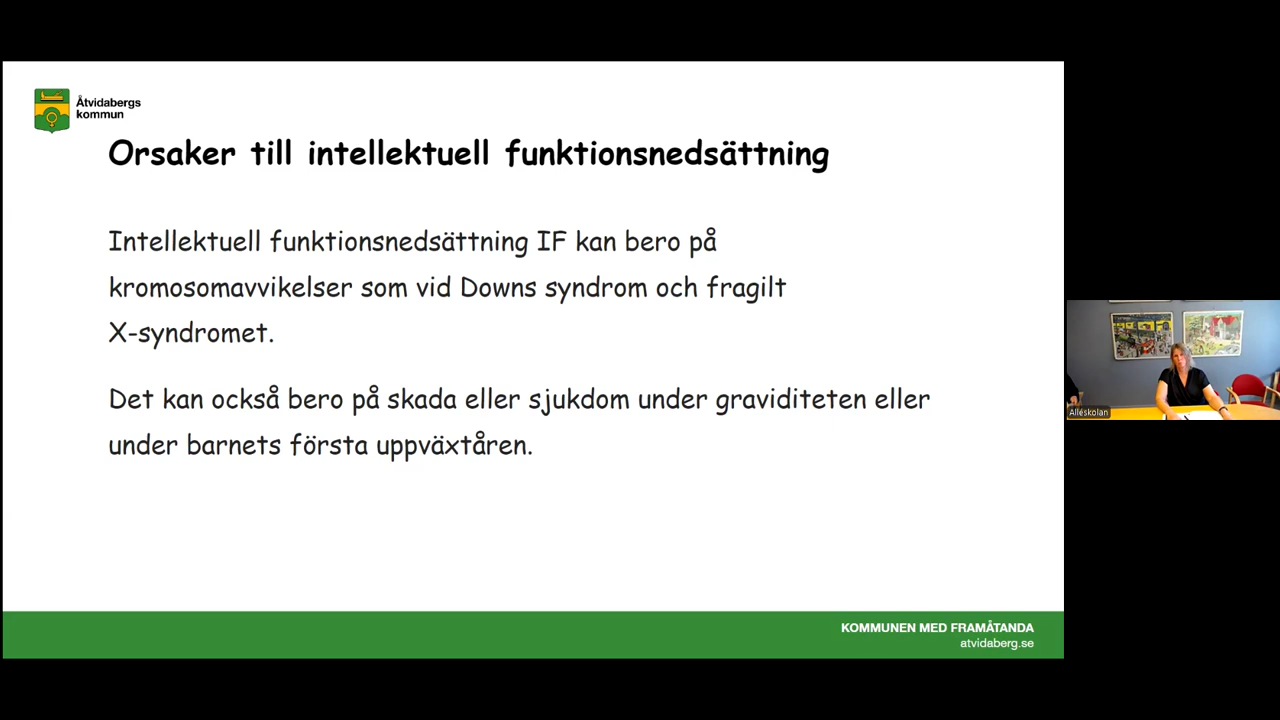 Åtvidabergs
kommun
Orsaker till intellektuell funktionsnedsättning
Intellektuell funktionsnedsättning IF kan bero på
kromosomavvikelser som vid Downs syndrom och fragilt
X-syndromet.
Det kan också bero på skada eller sjukdom under graviditeten eller
under barnets första uppväxtåren.
Alléskolan
KOMMUNEN MED FRAMÅTANDA
atvidaberg.se